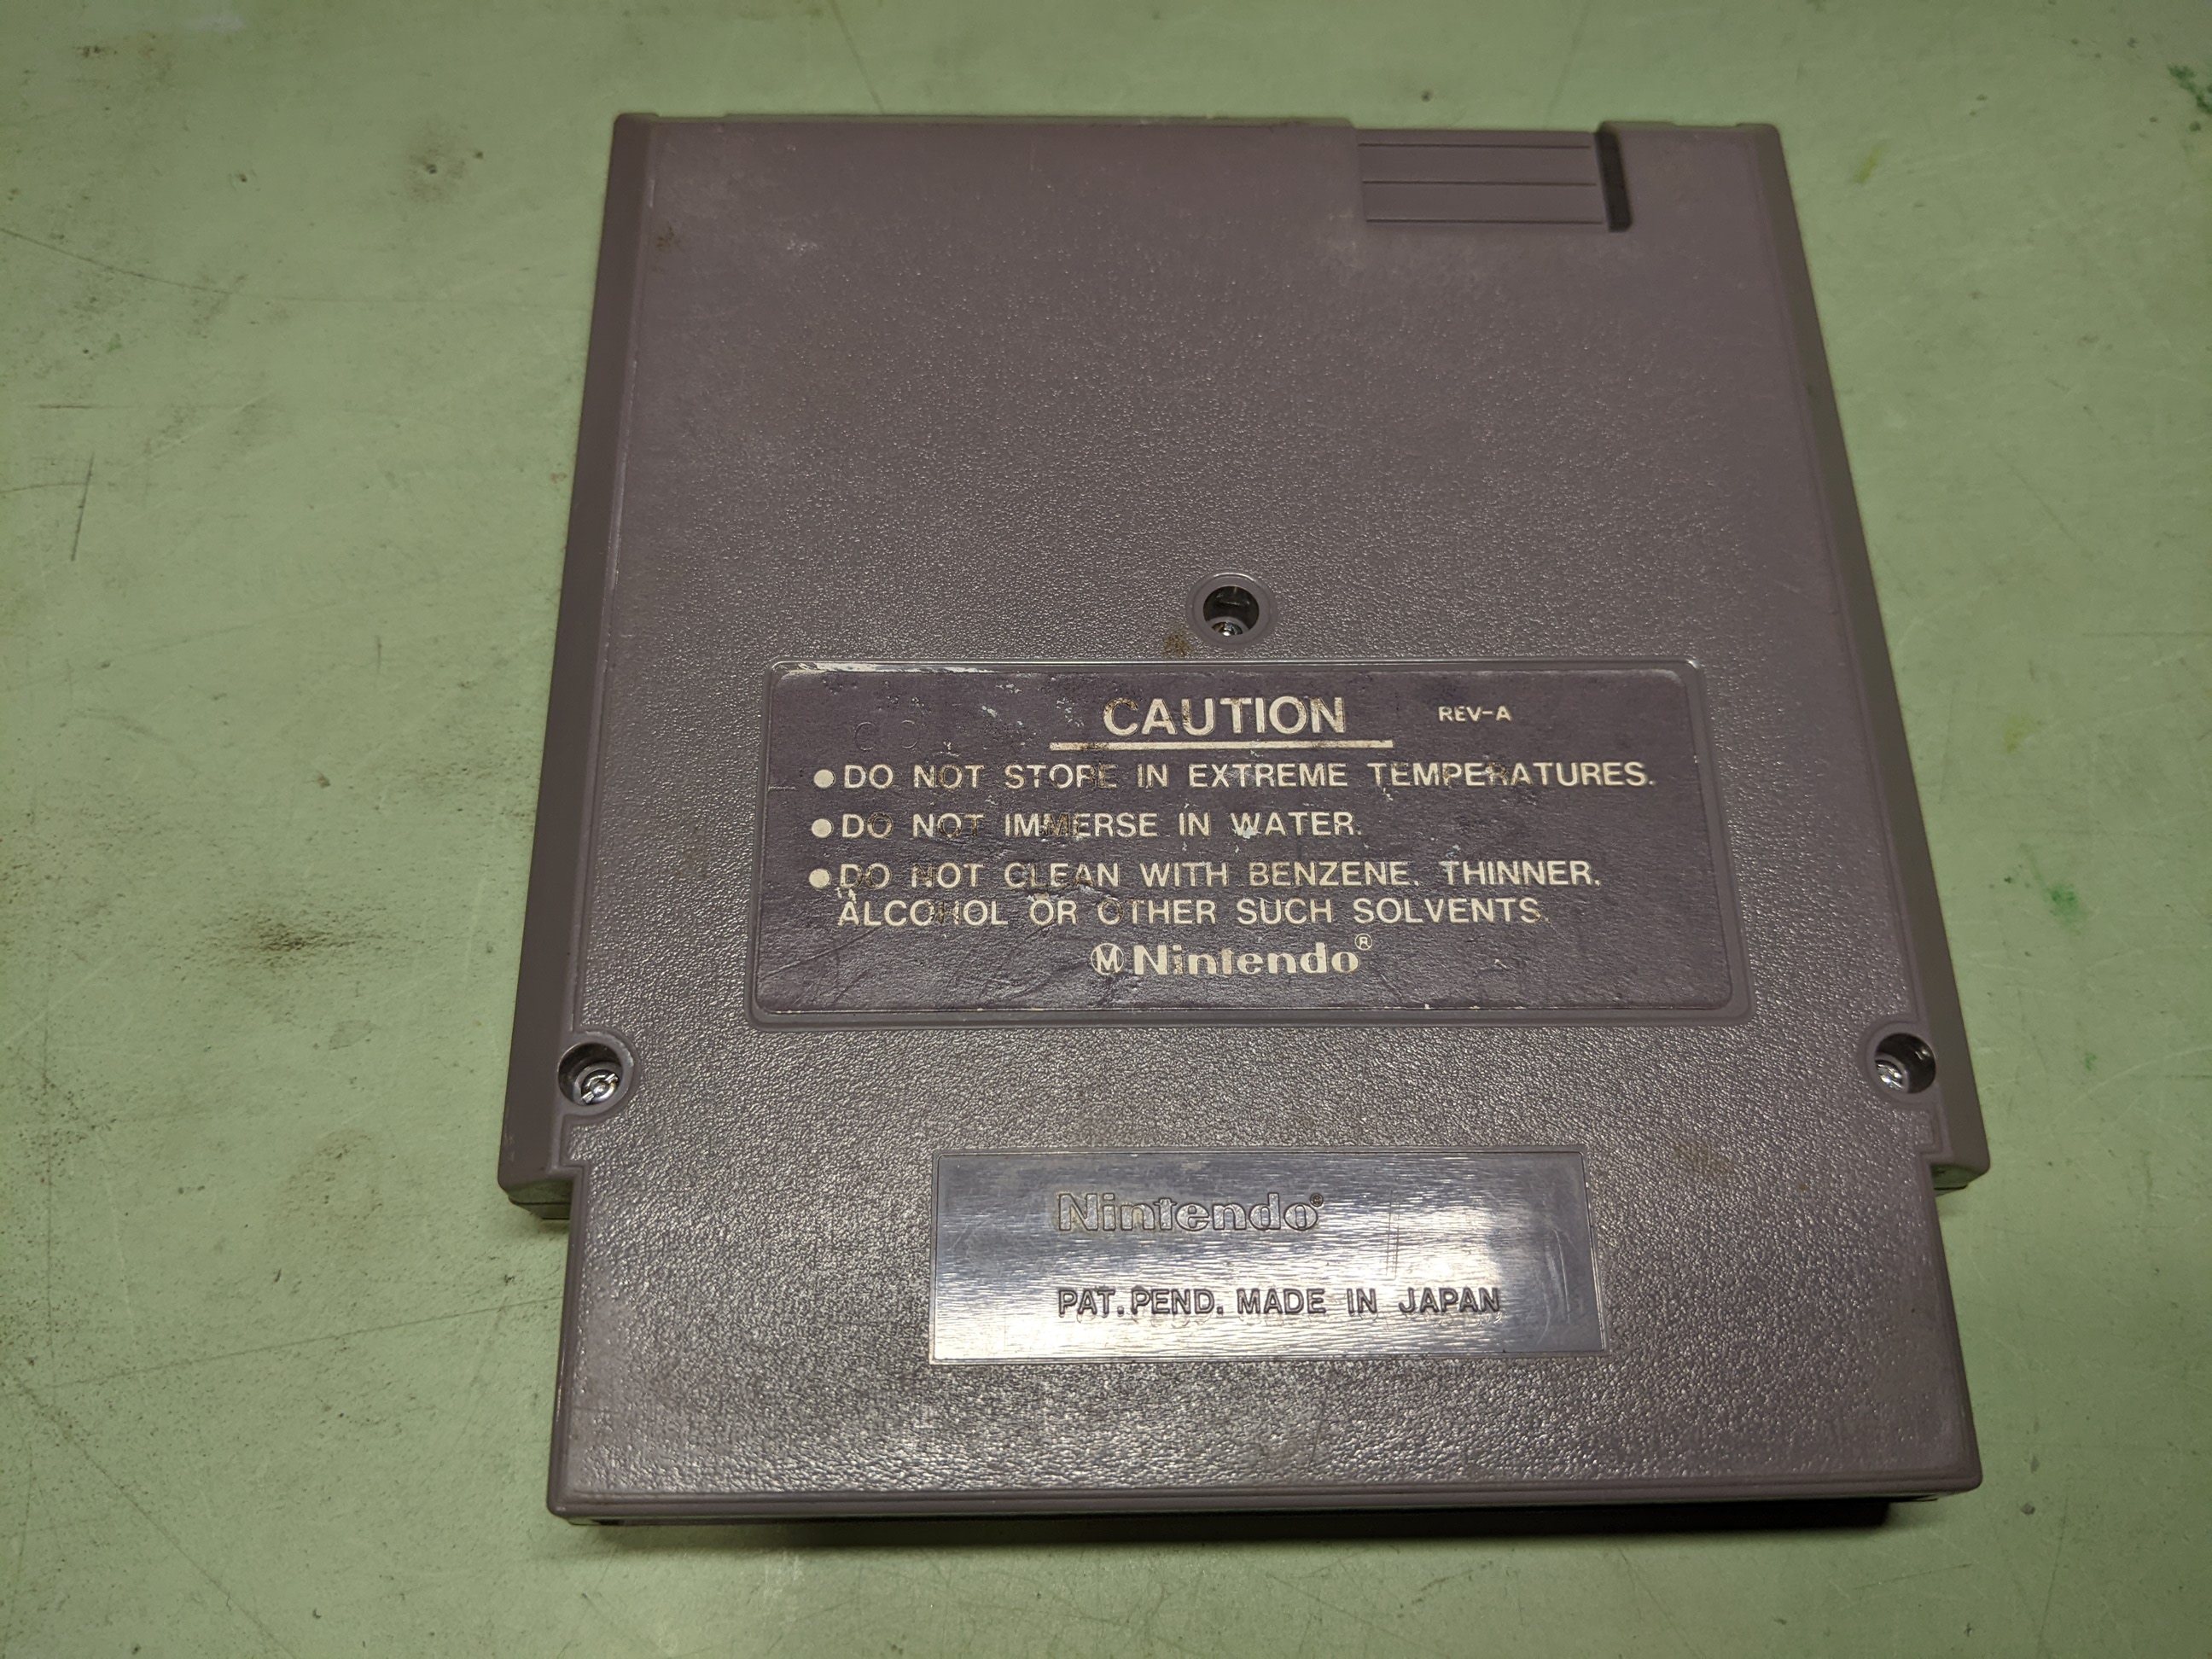 CAUTION REV-A
●DO NOT STORE IN EXTREME TEMPERATURES.
●DO NOT IMMERSE IN WATER.
●DO NOT CLEAN WITH BENZENE, THINNER,
ALCOHOL OR OTHER SUCH SOLVENTS.
ⓂNintendo®
Nintendo®
PAT. PEND. MADE IN JAPAN